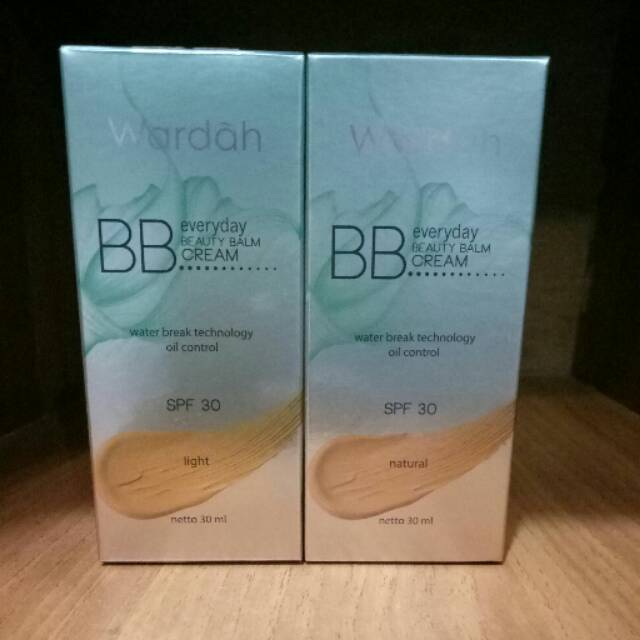 Wardah
BB everyday
BEAUTY BALM
CREAM
water break technology
oil control
SPF 30
light
netto 30 ml
Wardah
BB everyday
BEAUTY BALM
CREAM
water break technology
oil control
SPF 30
natural
netto 30 ml